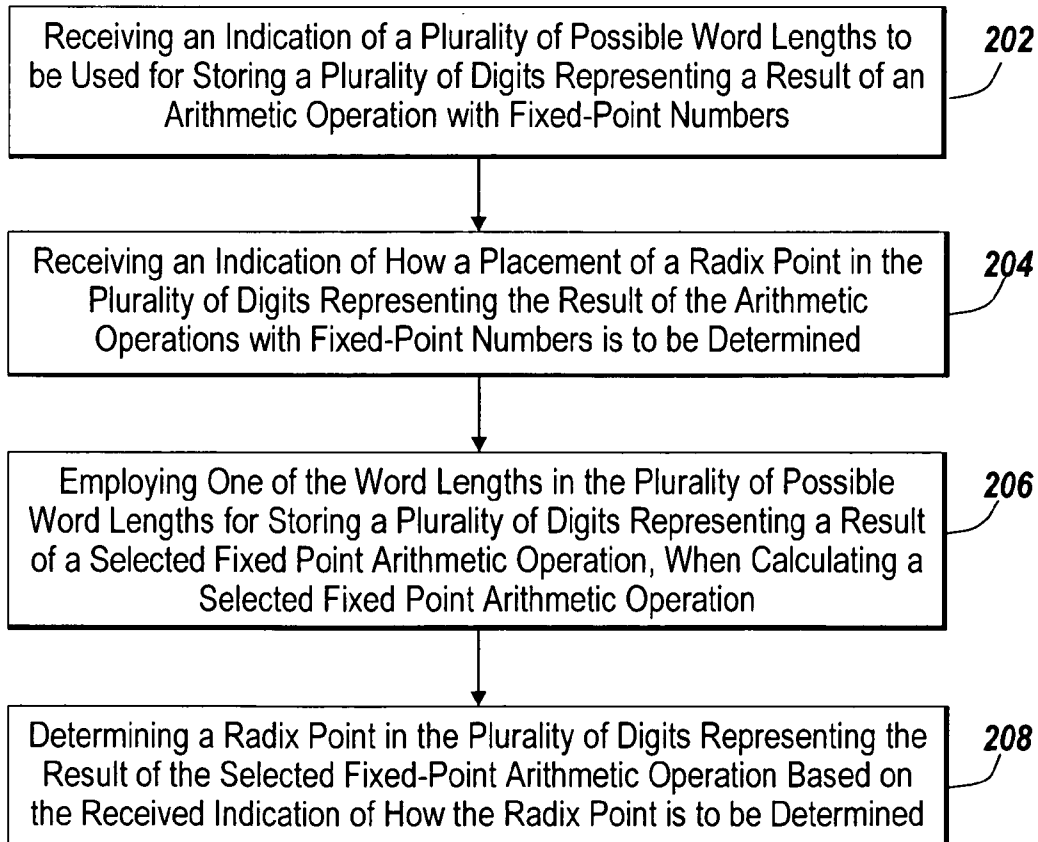 Receiving an Indication of a Plurality of Possible Word Lengths to
be Used for Storing a Plurality of Digits Representing a Result of an
Arithmetic Operation with Fixed-Point Numbers
202
Receiving an Indication of How a Placement of a Radix Point in the
Plurality of Digits Representing the Result of the Arithmetic
Operations with Fixed-Point Numbers is to be Determined
204
Employing One of the Word Lengths in the Plurality of Possible
Word Lengths for Storing a Plurality of Digits Representing a Result
of a Selected Fixed Point Arithmetic Operation, When Calculating a
Selected Fixed Point Arithmetic Operation
206
Determining a Radix Point in the Plurality of Digits Representing the
Result of the Selected Fixed-Point Arithmetic Operation Based on
the Received Indication of How the Radix Point is to be Determined
208